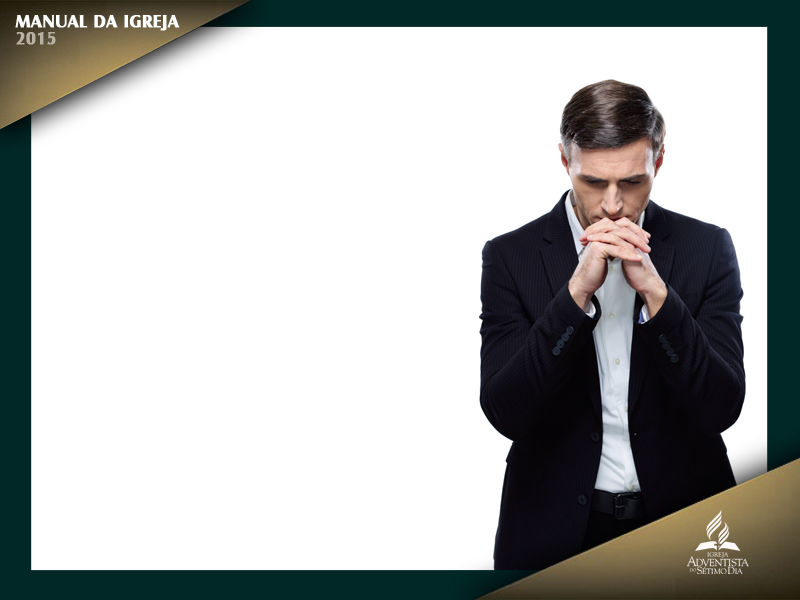 MANUAL DA IGREJA
2015
IGREJA
ADVENTISTA
DO SÉTIMO DIA